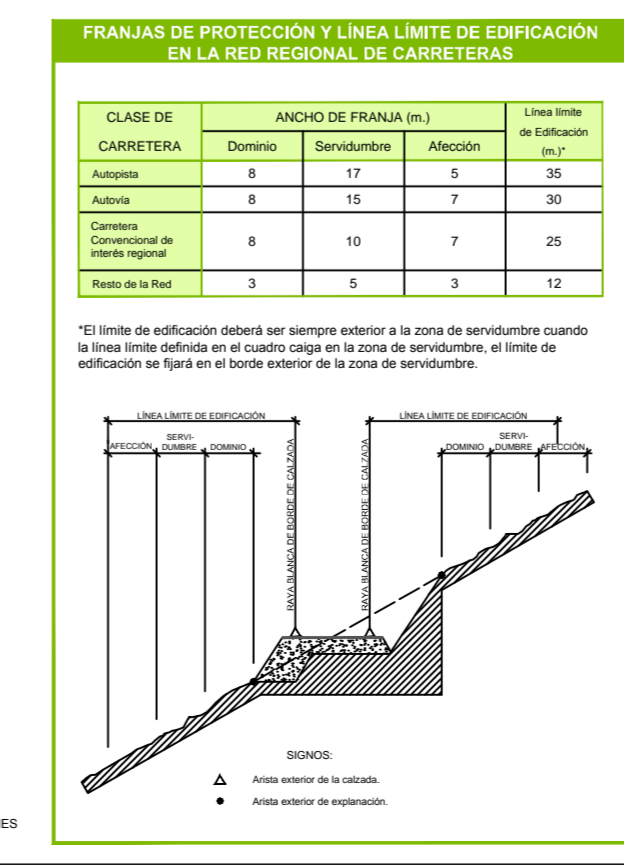 FRANJAS DE PROTECCIÓN Y LÍNEA LÍMITE DE EDIFICACIÓN
EN LA RED REGIONAL DE CARRETERAS
CLASE DE CARRETERA
ANCHO DE FRANJA (m.)
Línea límite
de Edificación
(m.)*
Dominio Servidumbre Afección
Autopista 8 17 5 35
Autovía 8 15 7 30
Carretera
Convencional de
interés regional
8 10 7 25
Resto de la Red 3 5 3 12
*El límite de edificación deberá ser siempre exterior a la zona de servidumbre cuando
la línea límite definida en el cuadro caiga en la zona de servidumbre, el límite de
edificación se fijará en el borde exterior de la zona de servidumbre.
LÍNEA LÍMITE DE EDIFICACIÓN
LÍNEA LÍMITE DE EDIFICACIÓN
AFECCIÓN
SERVI-
DUMBRE
DOMINIO
DOMINIO
SERVI-
DUMBRE
AFECCIÓN
RAYA BLANCA DE BORDE DE CALZADA
RAYA BLANCA DE BORDE DE CALZADA
SIGNOS:
Arista exterior de la calzada.
Arista exterior de explanación.